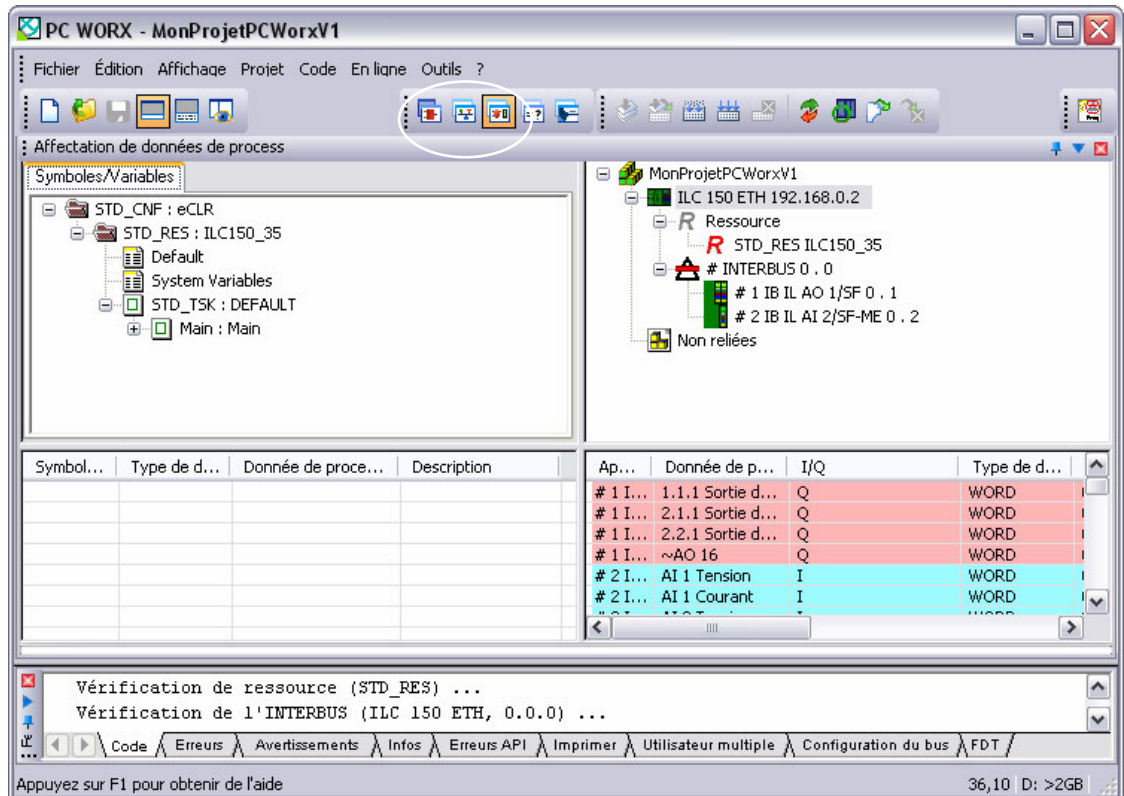 PC WORX - MonProjetPCWorxV1
Fichier Édition Affichage Projet Code En ligne Outils ?
Affectation de données de process
Symboles/Variables
STD_CNF : eCLR
STD_RES : ILC150_35
Default
System Variables
STD_TSK : DEFAULT
Main : Main
MonProjetPCWorxV1
ILC 150 ETH 192.168.0.2
R Ressource
R STD_RES ILC150_35
# INTERBUS 0 . 0
# 1 IB IL AO 1/SF 0 . 1
# 2 IB IL AI 2/SF-ME 0 . 2
Non reliées
Symbol... Type de d... Donnée de proce... Description
Ap... Donnée de p... I/Q Type de d...
# 1 I... 1.1.1 Sortie d... Q WORD
# 1 I... 2.1.1 Sortie d... Q WORD
# 1 I... 2.2.1 Sortie d... Q WORD
# 1 I... ~AO 16 Q WORD
# 2 I... AI 1 Tension I WORD
# 2 I... AI 1 Courant I WORD
Vérification de ressource (STD_RES) ...
Vérification de l'INTERBUS (ILC 150 ETH, 0.0.0) ...
Code Erreurs Avertissements Infos Erreurs API Imprimer Utilisateur multiple Configuration du bus FDT
Appuyez sur F1 pour obtenir de l'aide 36,10 D: >2GB